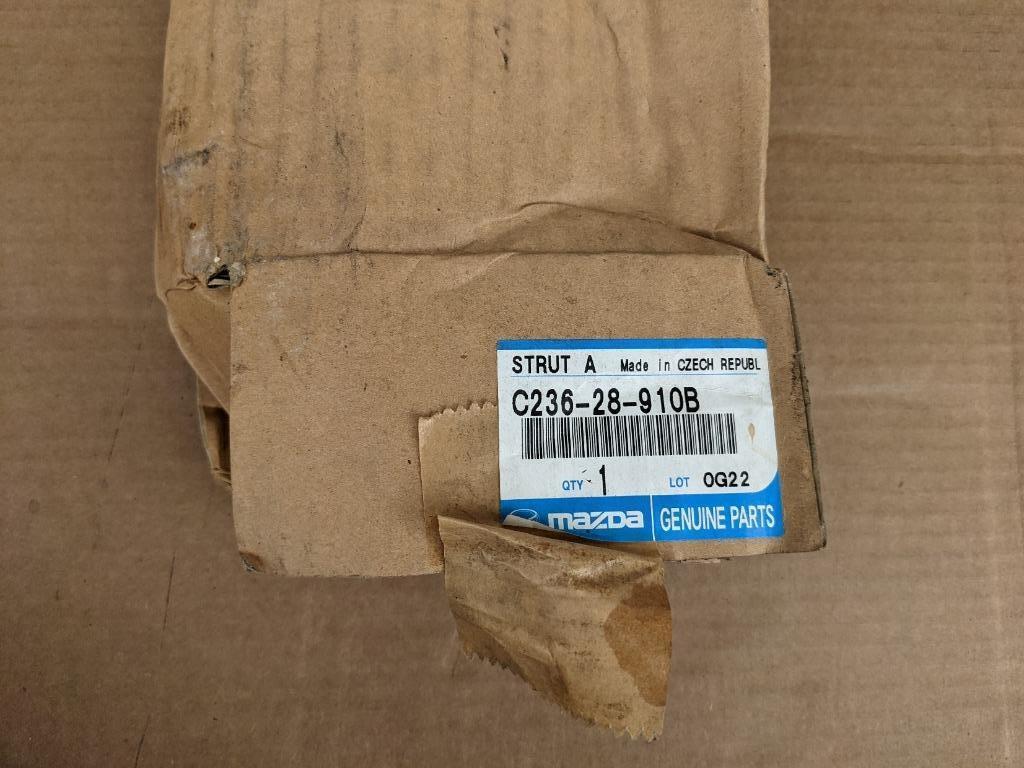 STRUT A Made in CZECH REPUBL
C236-28-910B
QTY 1 LOT 0G22
mazda GENUINE PARTS